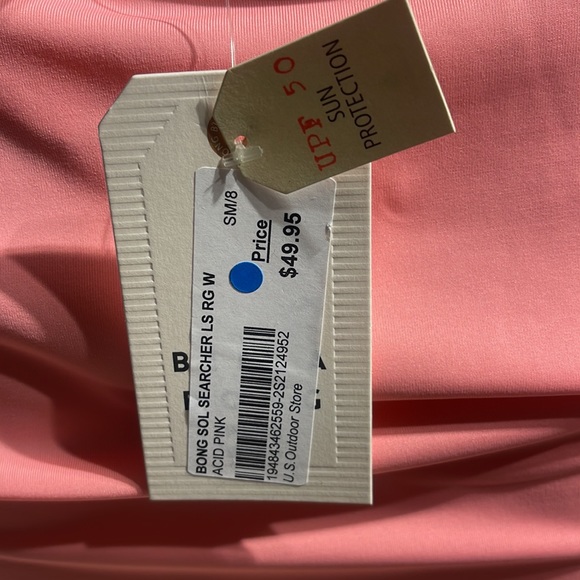 UPF 50
SUN
PROTECTION
BONG SOL SEARCHER LS RG W
ACID PINK
SM/8
Price
$49.95
194843462559-2S2124952
U.S. Outdoor Store